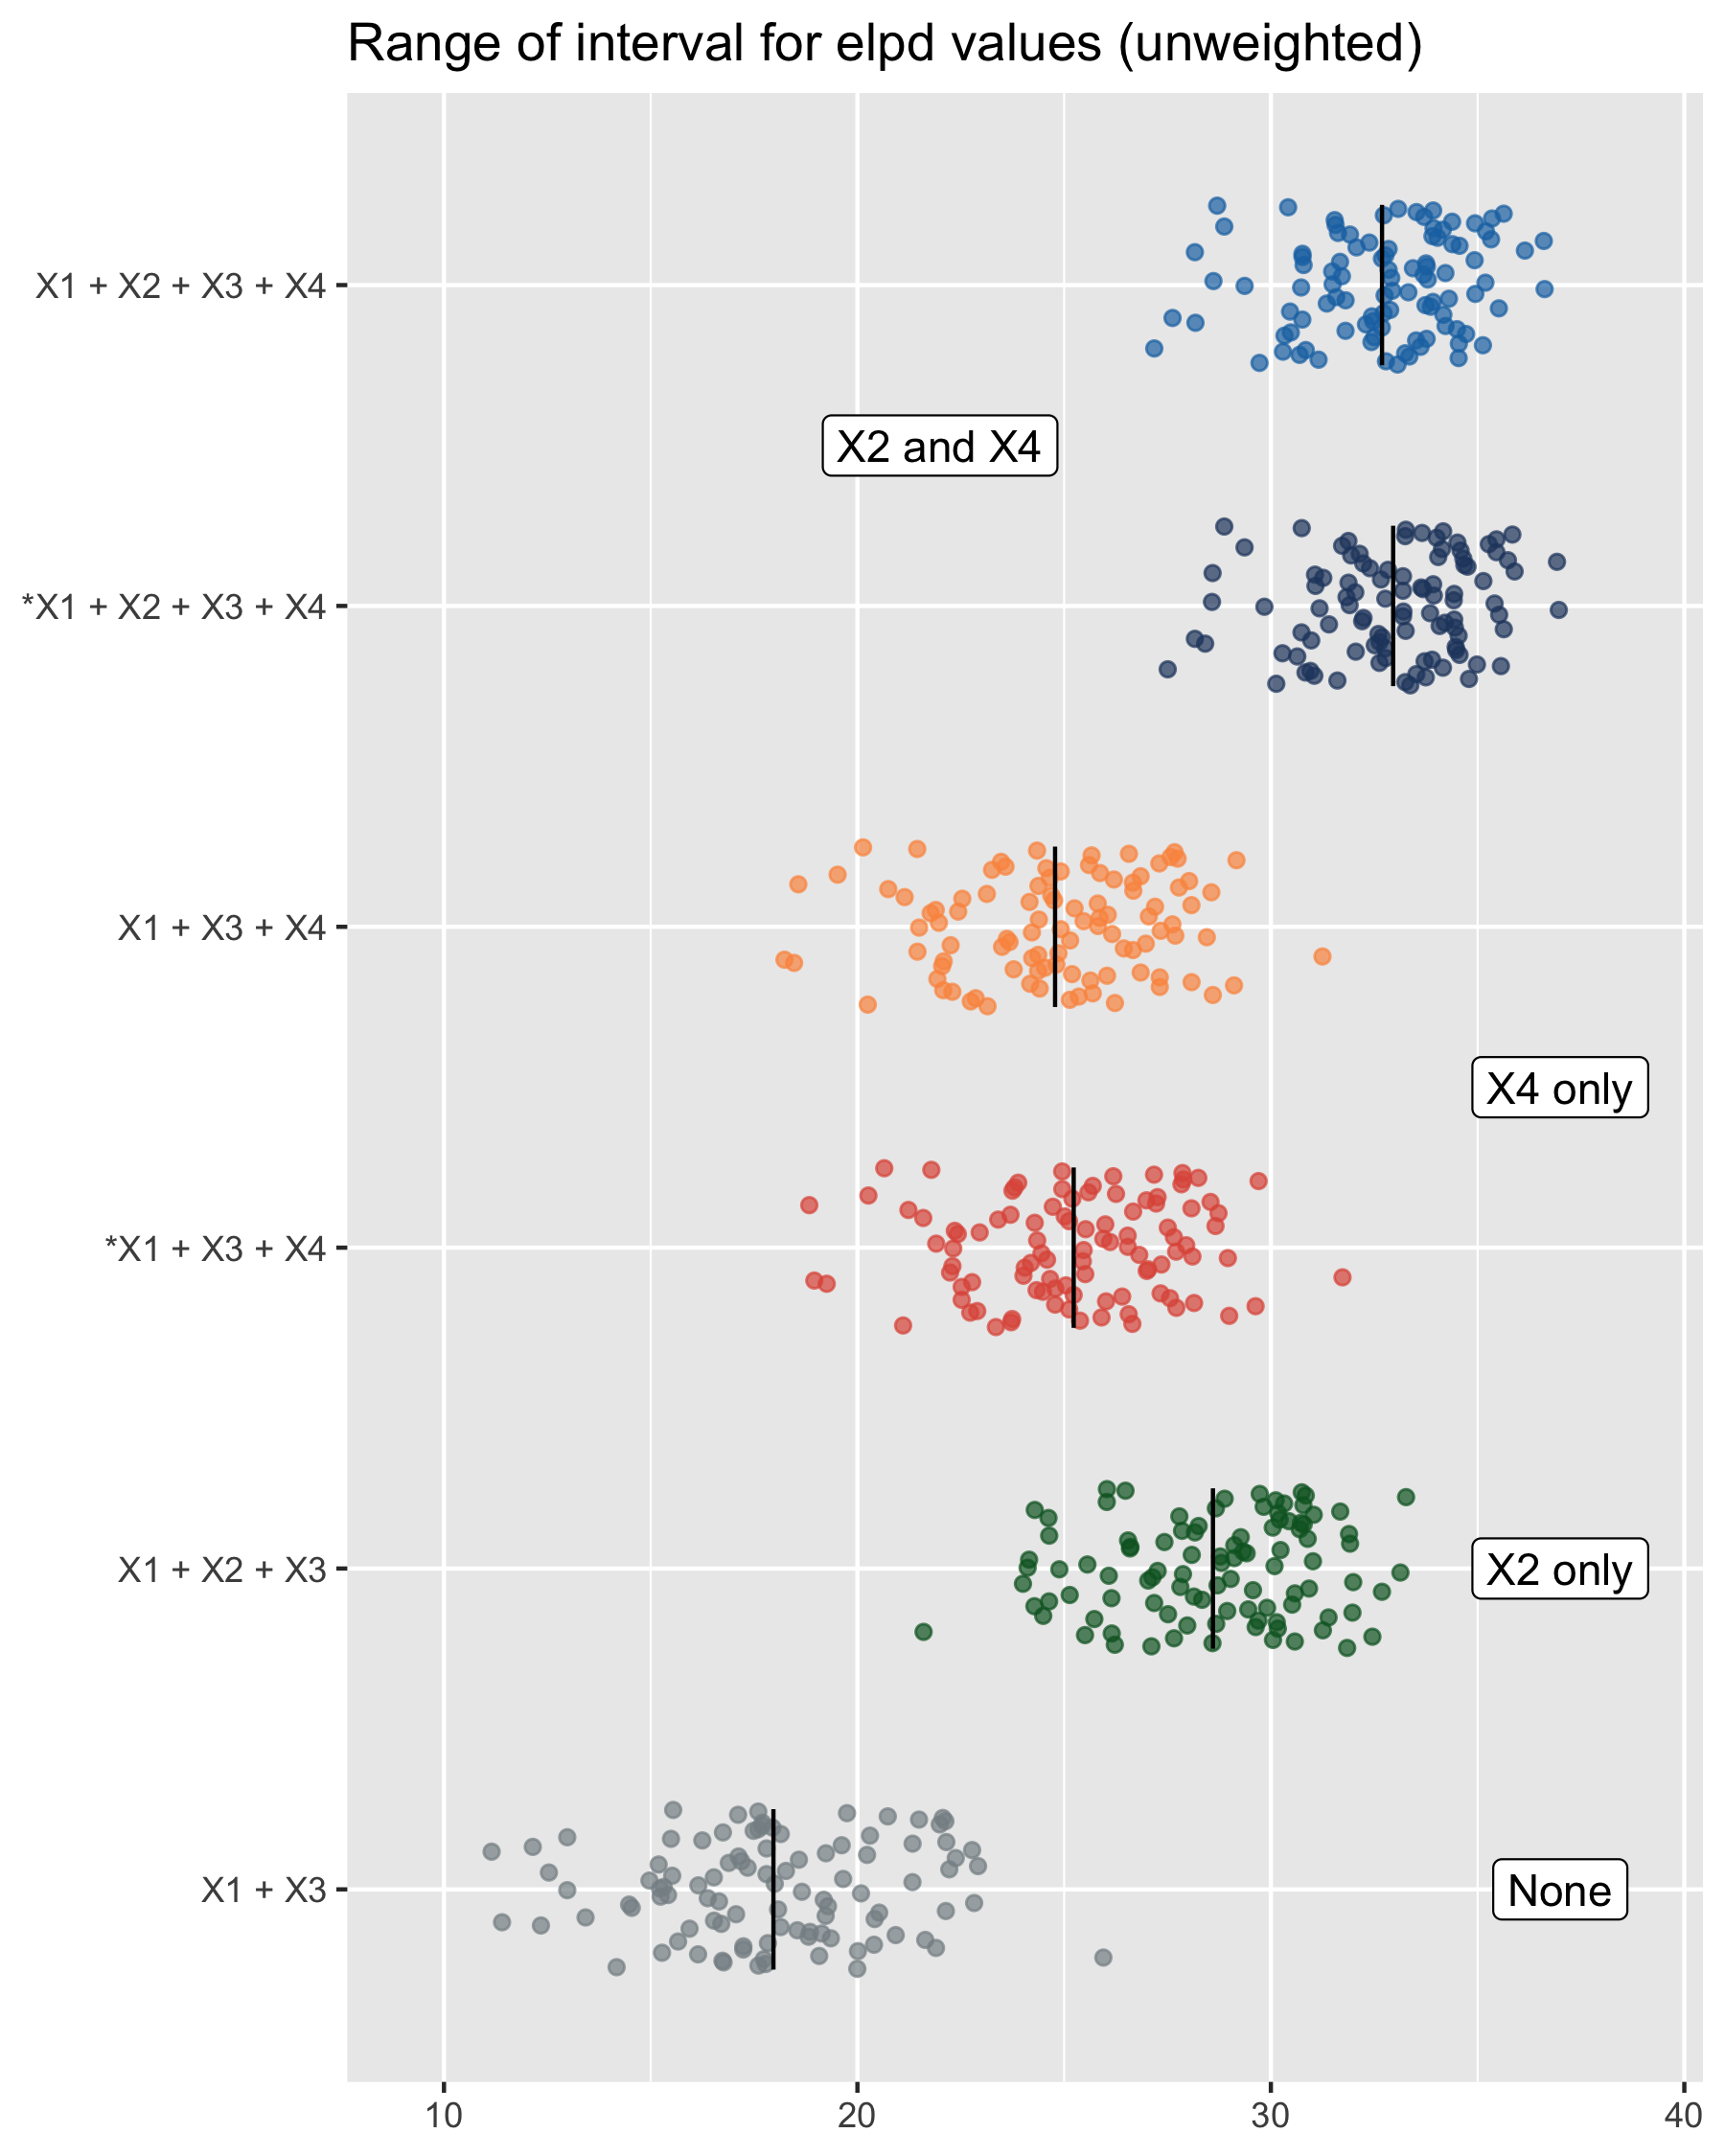 Range of interval for elpd values (unweighted)
X1 + X2 + X3 + X4
X2 and X4
*X1 + X2 + X3 + X4
X1 + X3 + X4
X4 only
*X1 + X3 + X4
X1 + X2 + X3
X2 only
X1 + X3
None
10 20 30 40